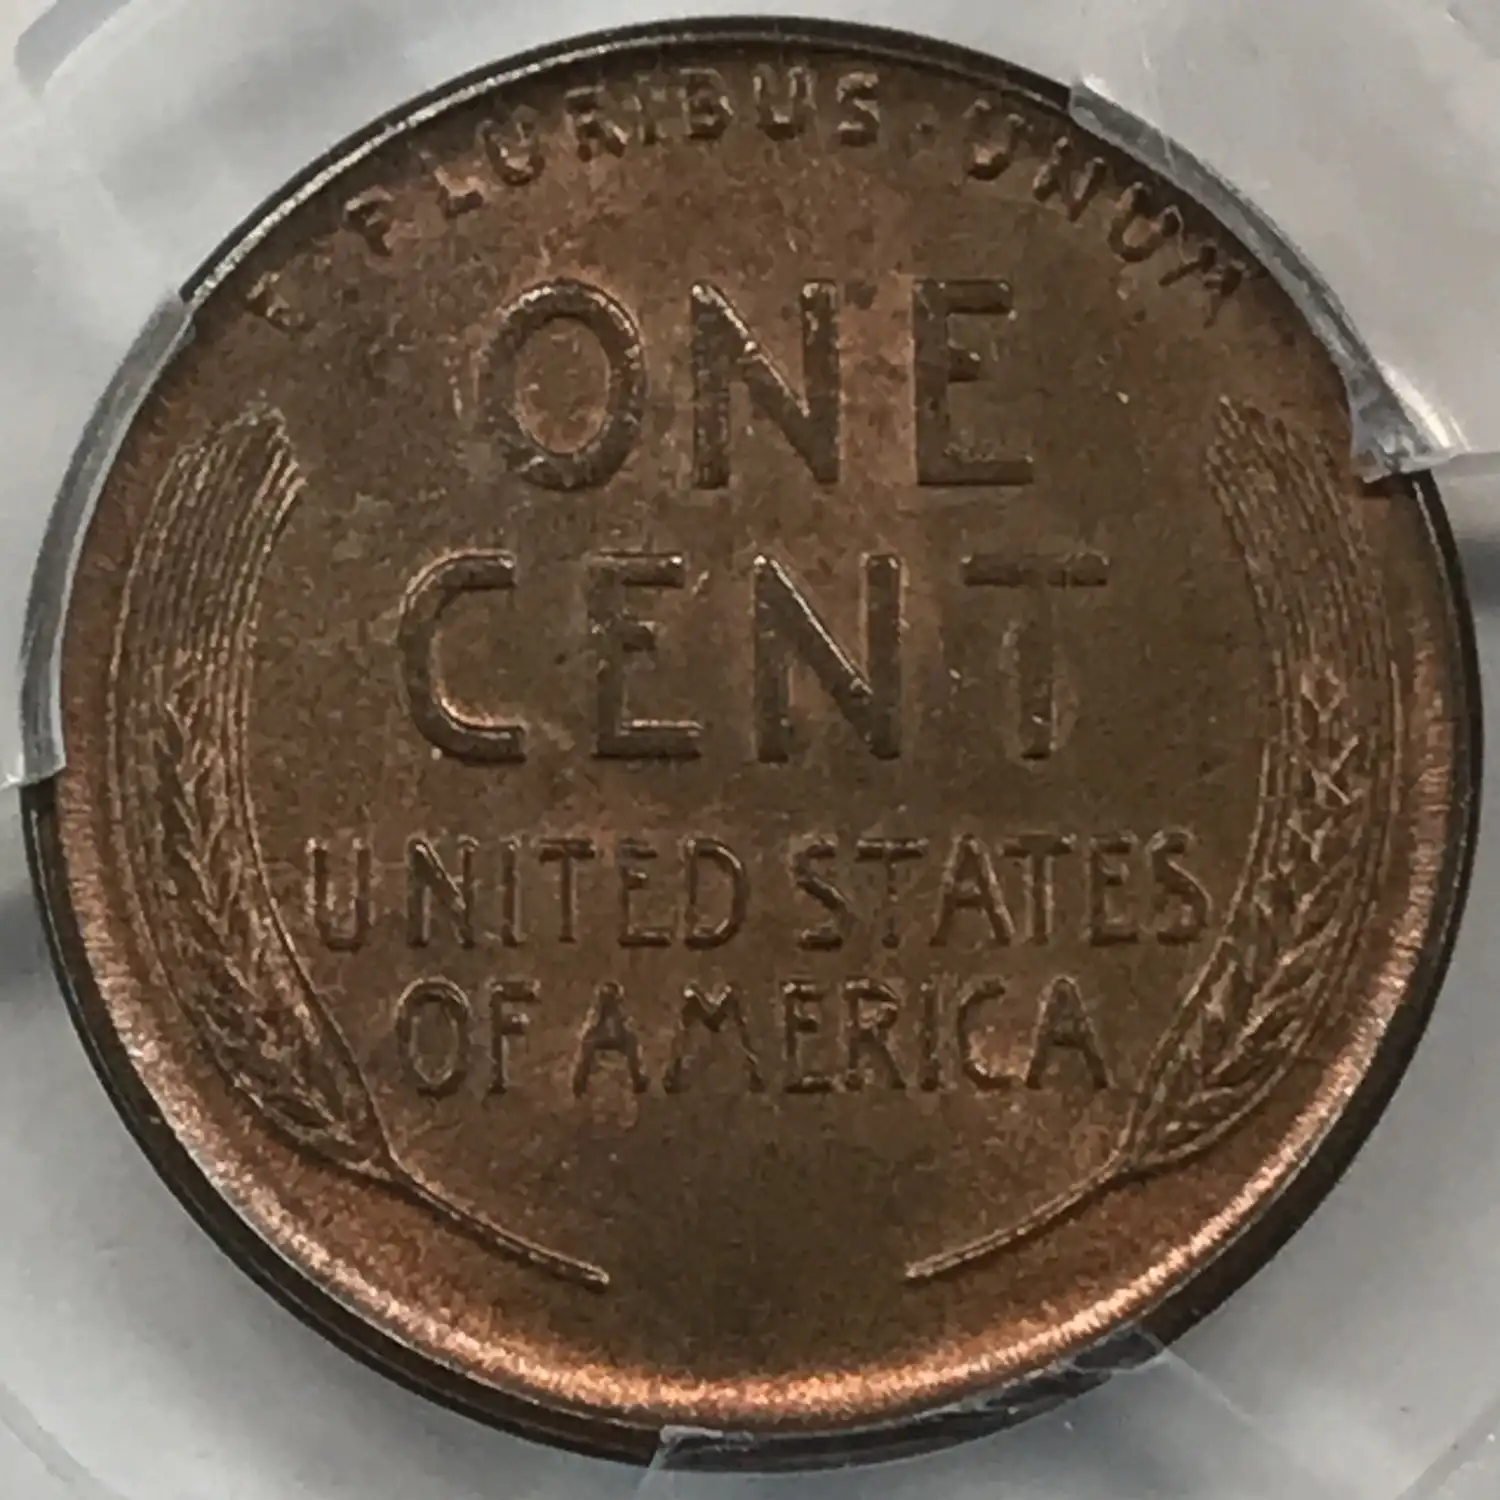 E PLURIBUS·UNUM
ONE
CENT
UNITED STATES
OF AMERICA